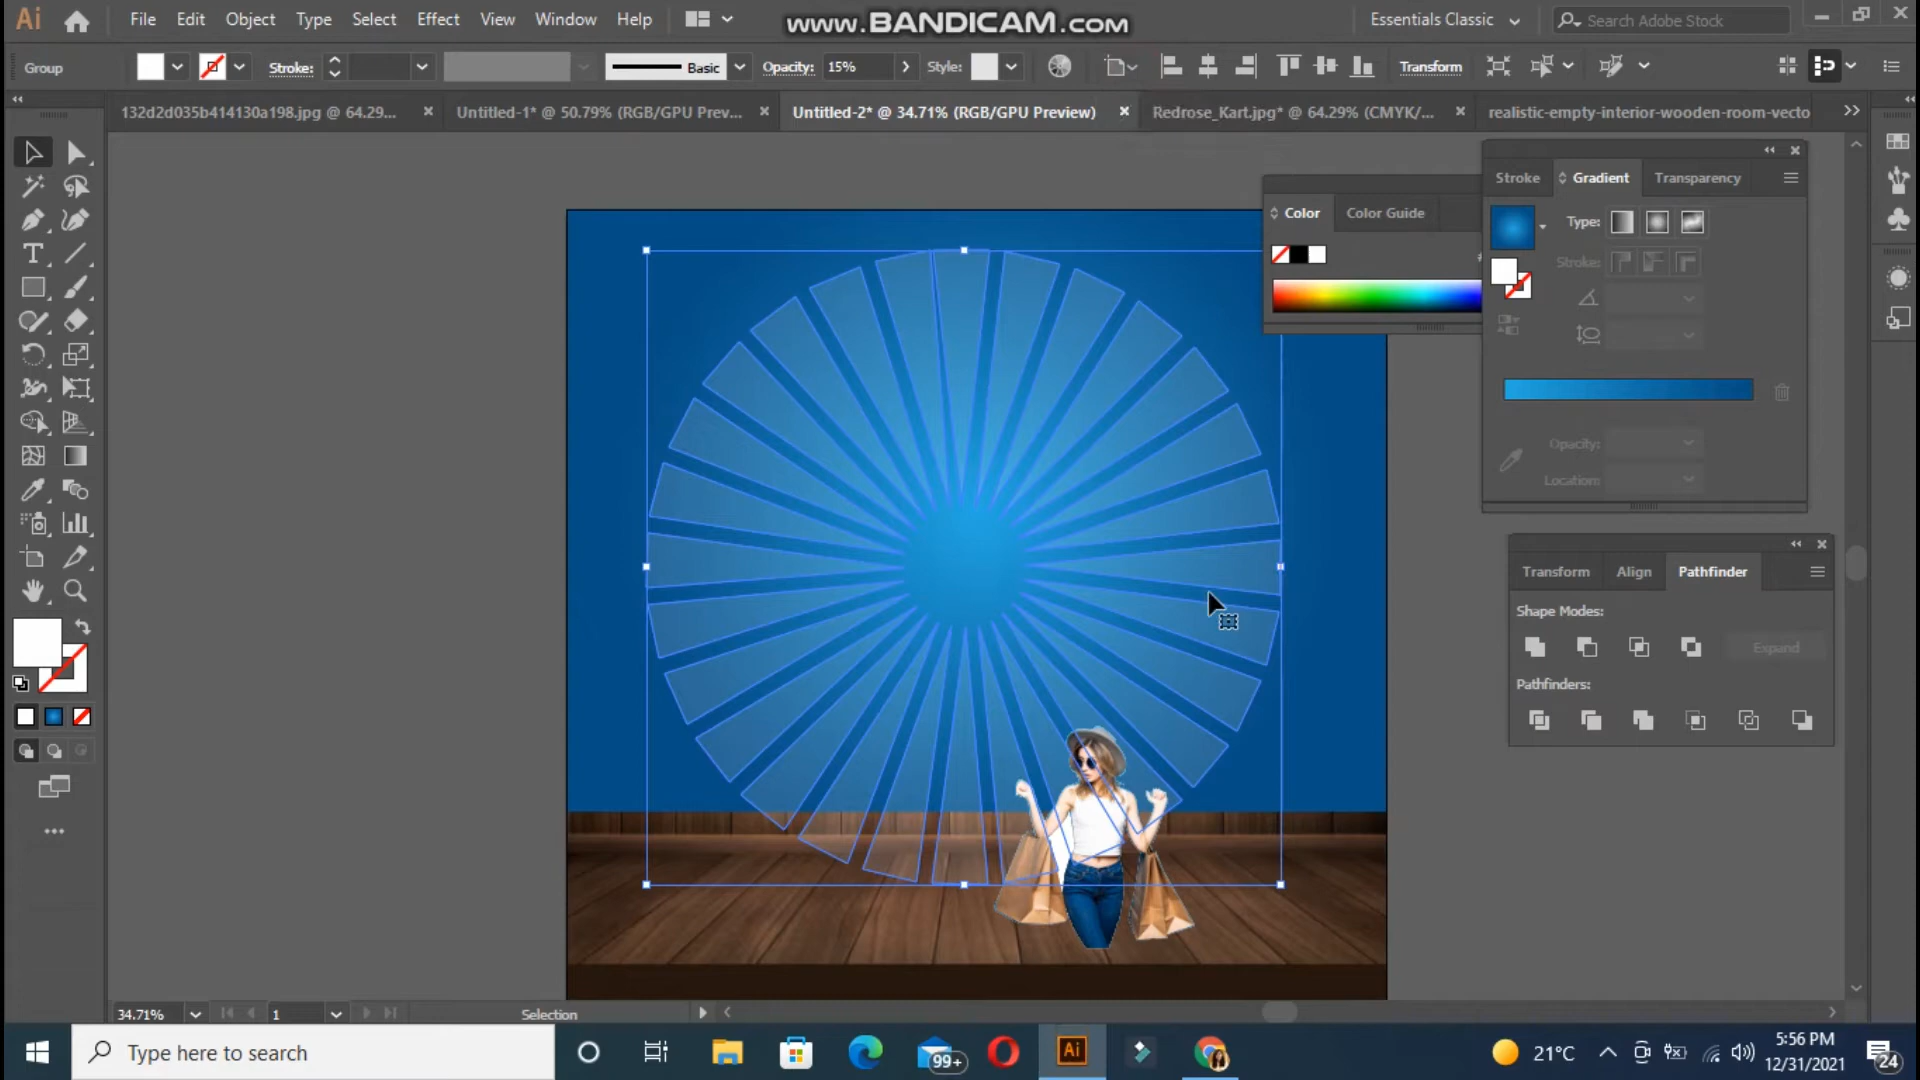 Ai File Edit Object Type Select Effect View Window Help www.BANDICAM.com Essentials Classic Search Adobe Stock
Group Stroke: Basic Opacity: 15% Style: Transform
132d2d035b414130a198.jpg @ 64.29... Untitled-1* @ 50.79% (RGB/GPU Prev... Untitled-2* @ 34.71% (RGB/GPU Preview) Redrose_Kart.jpg* @ 64.29% (CMYK/... realistic-empty-interior-wooden-room-vecto
Stroke Gradient Transparency
Color Color Guide
Type:
Stroke:
Opacity:
Location:
Transform Align Pathfinder
Shape Modes:
Expand
Pathfinders:
34.71% 1 Selection
Type here to search 99+ Ai 21°C 5:56 PM
12/31/2021 24